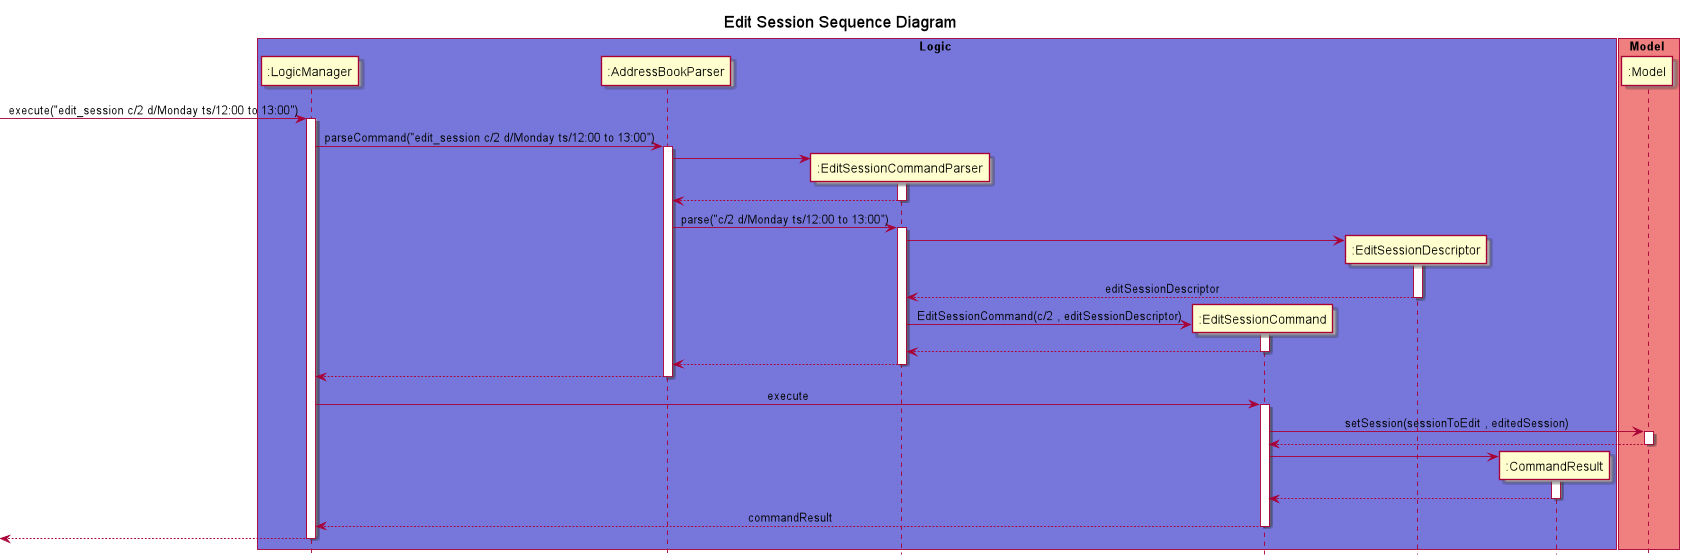 Edit Session Sequence Diagram
Logic
Model
:LogicManager
:AddressBookParser
:Model
execute("edit_session c/2 d/Monday ts/12:00 to 13:00")
parseCommand("edit_session c/2 d/Monday ts/12:00 to 13:00")
:EditSessionCommandParser
parse("c/2 d/Monday ts/12:00 to 13:00")
:EditSessionDescriptor
editSessionDescriptor
EditSessionCommand(c/2 , editSessionDescriptor)
:EditSessionCommand
execute
setSession(sessionToEdit , editedSession)
:CommandResult
commandResult